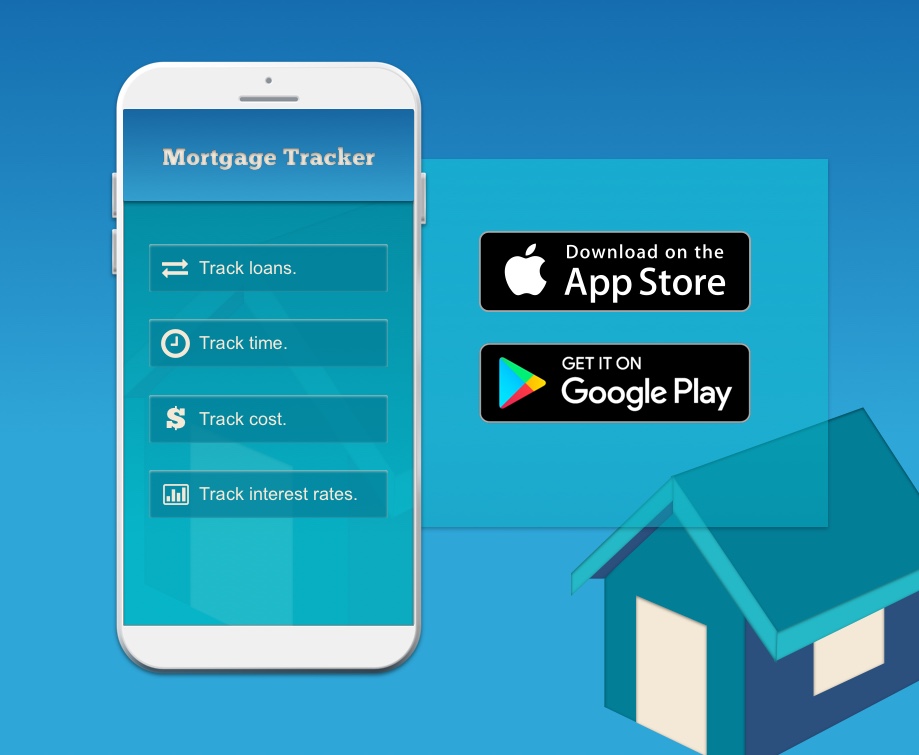 Mortgage Tracker
Track loans.
Track time.
Track cost.
Track interest rates.
Download on the
App Store
GET IT ON
Google Play